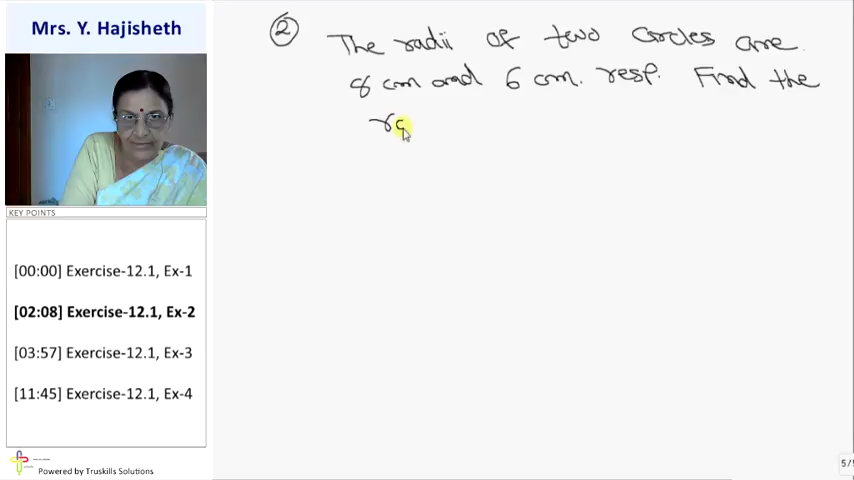 Mrs. Y. Hajisheth
KEY POINTS
[00:00] Exercise-12.1, Ex-1
[02:08] Exercise-12.1, Ex-2
[03:57] Exercise-12.1, Ex-3
[11:45] Exercise-12.1, Ex-4
Powered by Truskills Solutions
② The radii of two circles are
8 cm and 6 cm. resp. Find the
ra
5/